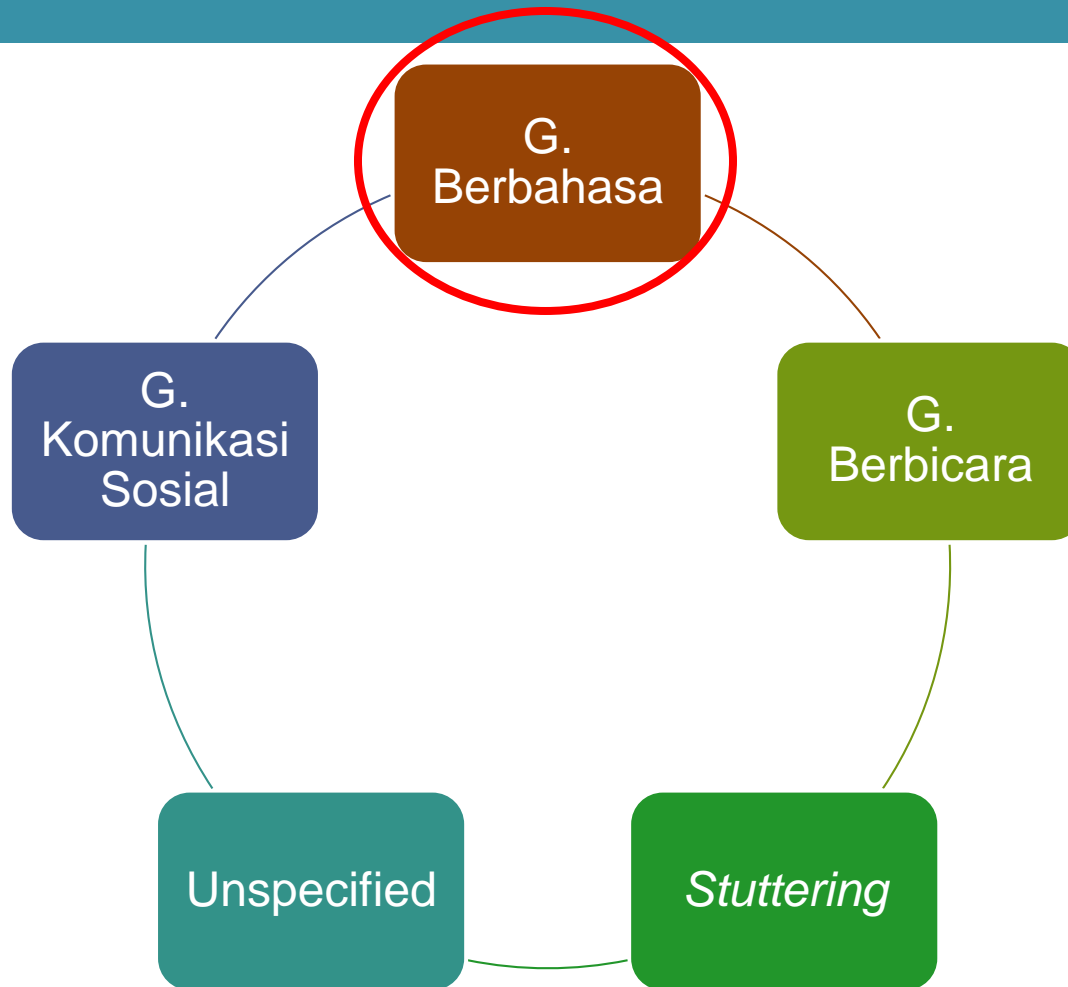 G.
Berbahasa
G.
Berbicara
Stuttering
Unspecified
G.
Komunikasi
Sosial